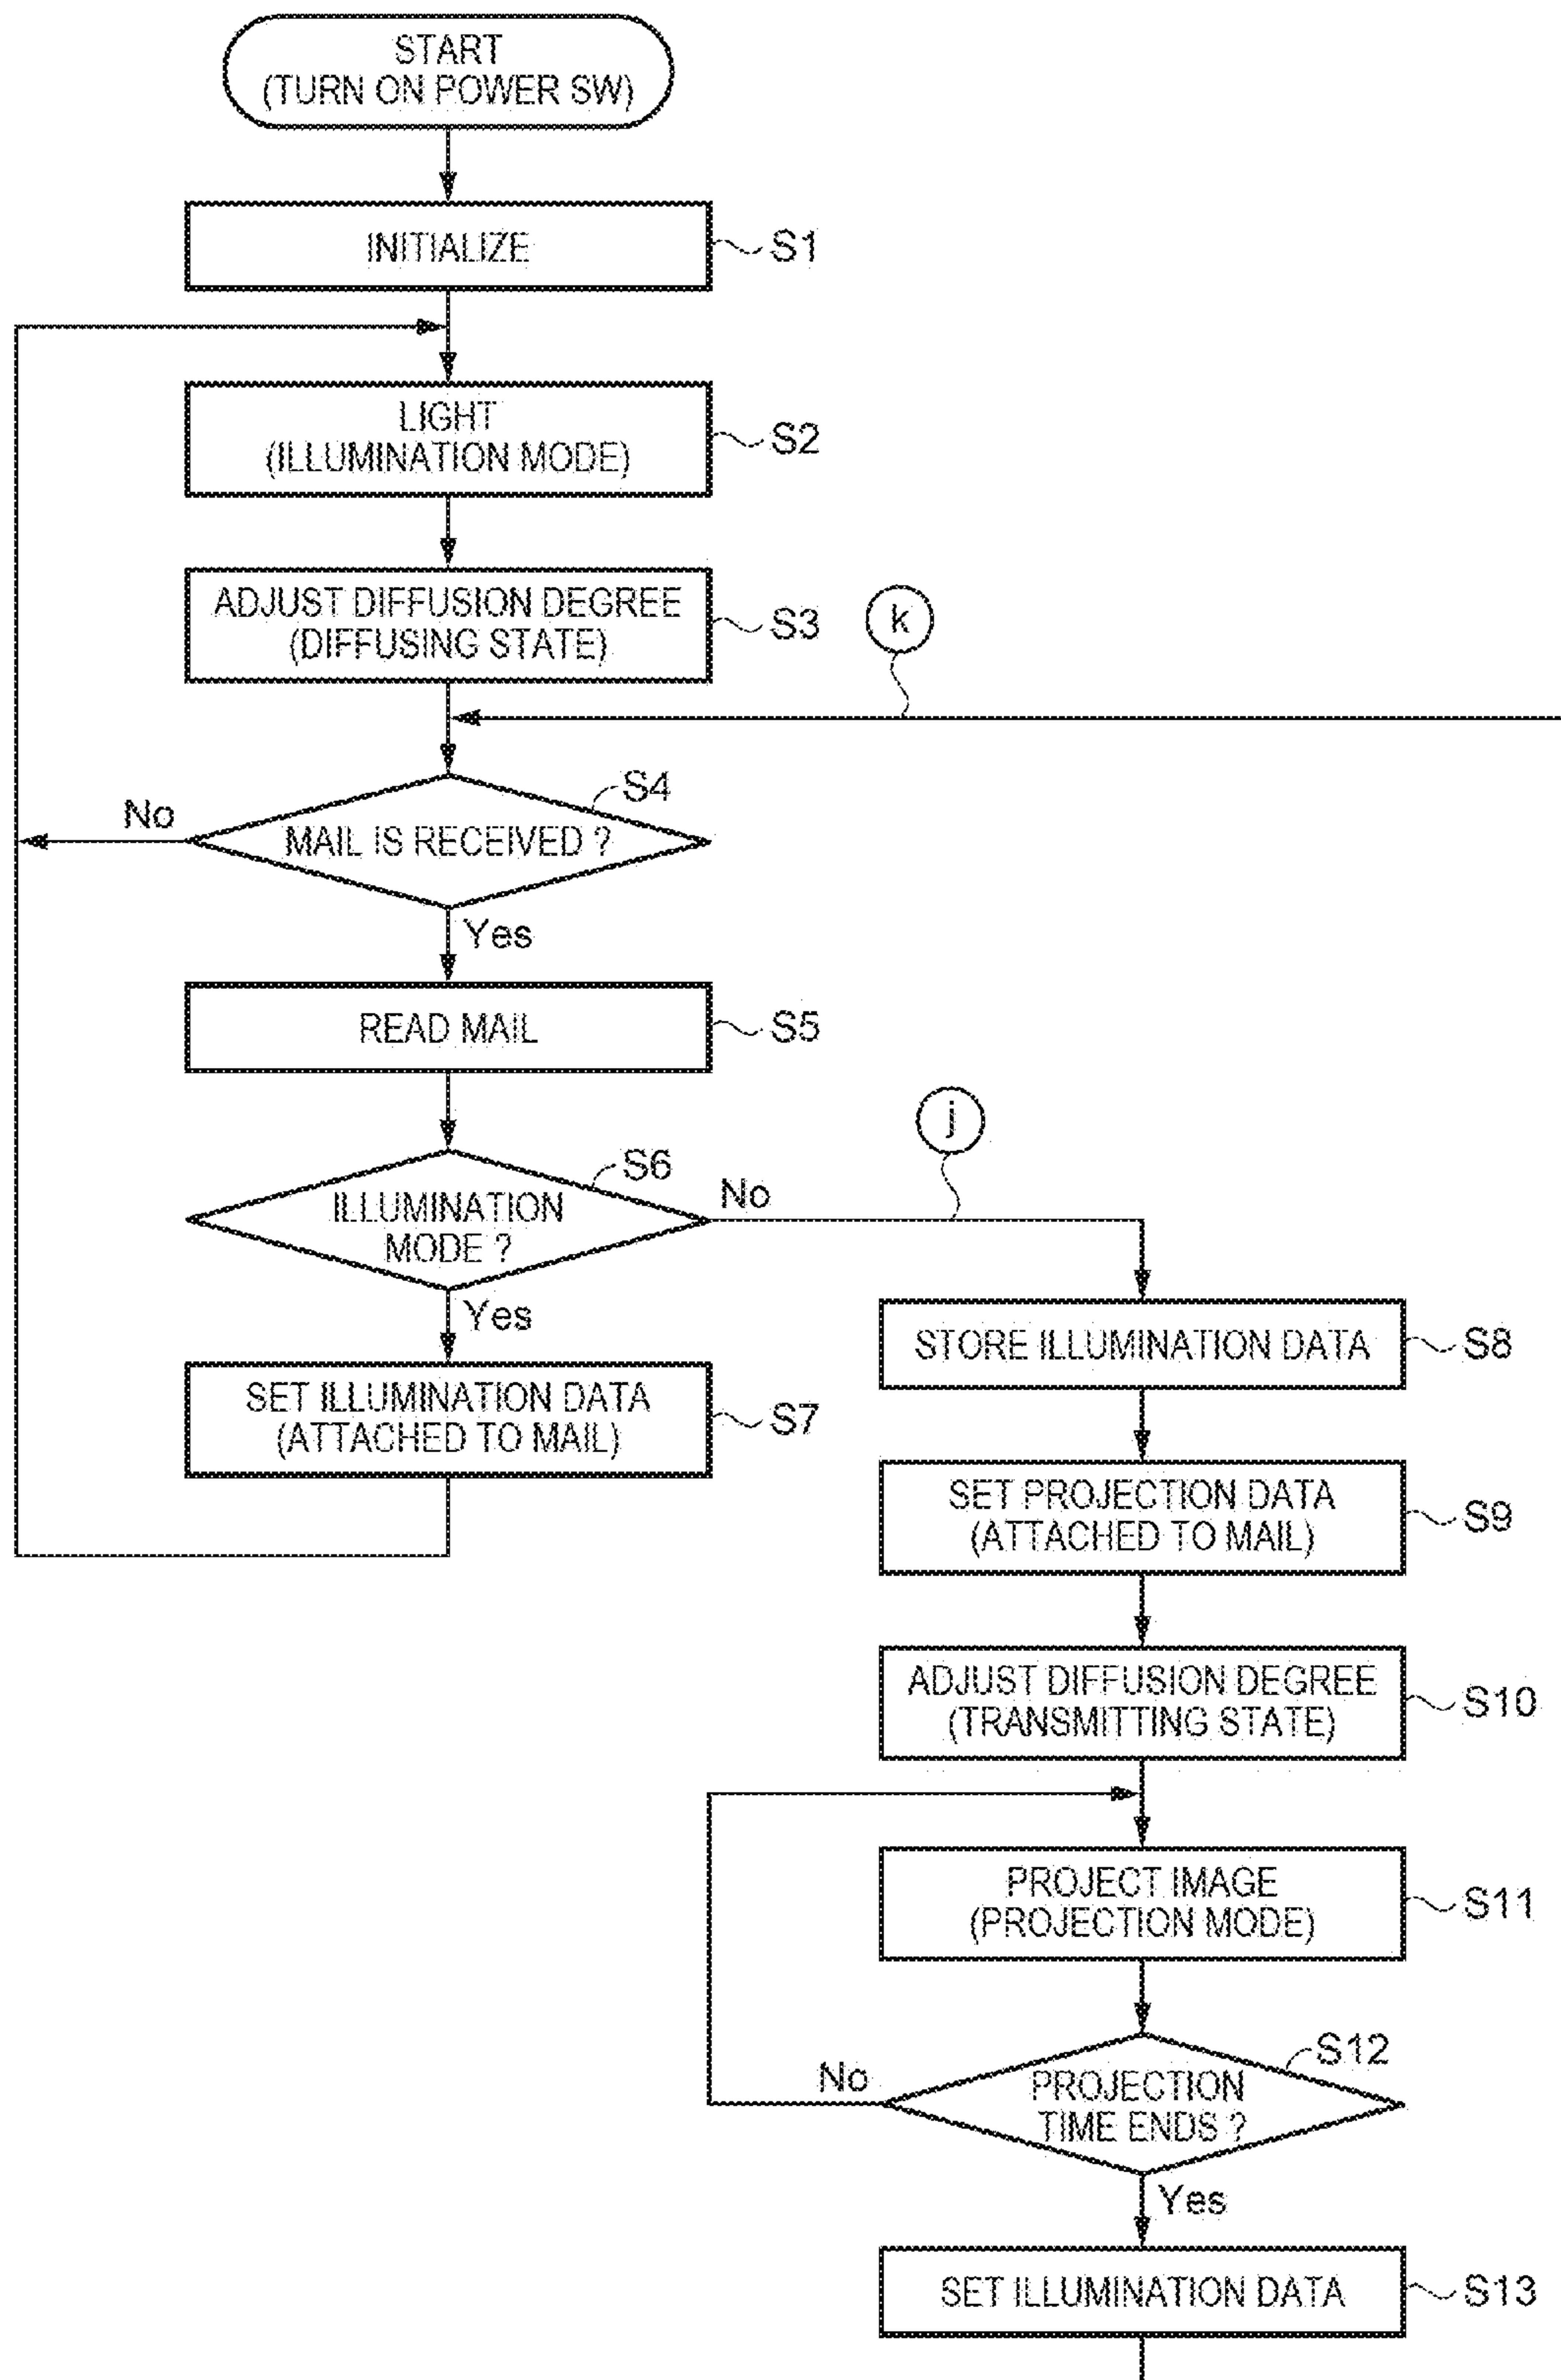 START
(TURN ON POWER SW)
INITIALIZE
S1
LIGHT
(ILLUMINATION MODE)
S2
ADJUST DIFFUSION DEGREE
(DIFFUSING STATE)
S3
k
S4
No
MAIL IS RECEIVED ?
Yes
READ MAIL
S5
j
S6
No
ILLUMINATION
MODE ?
Yes
SET ILLUMINATION DATA
(ATTACHED TO MAIL)
S7
STORE ILLUMINATION DATA
S8
SET PROJECTION DATA
(ATTACHED TO MAIL)
S9
ADJUST DIFFUSION DEGREE
(TRANSMITTING STATE)
S10
PROJECT IMAGE
(PROJECTION MODE)
S11
S12
No
PROJECTION
TIME ENDS ?
Yes
SET ILLUMINATION DATA
S13